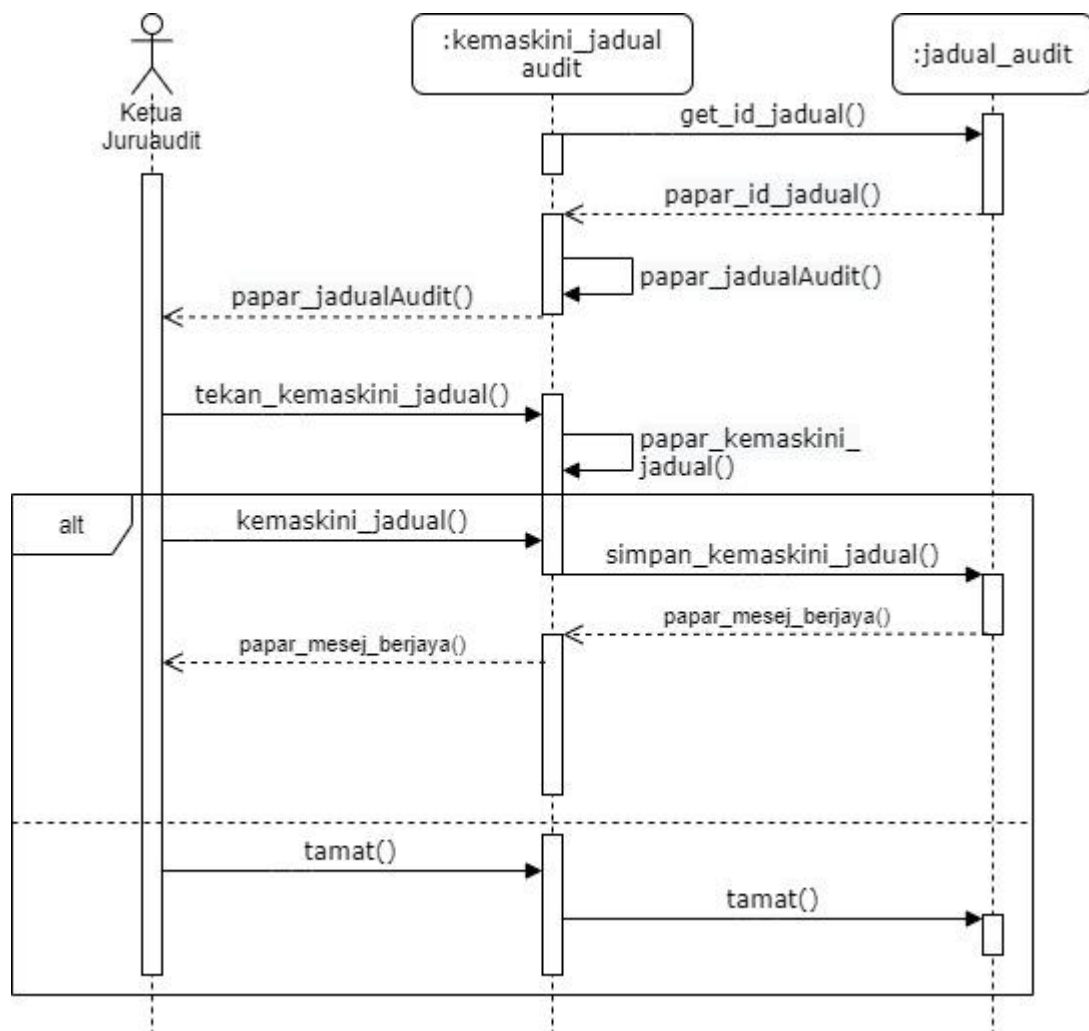 :kemaskini_jadual
audit
:jadual_audit
Ketua
Juruaudit
get_id_jadual()
papar_id_jadual()
papar_jadualAudit()
papar_jadualAudit()
tekan_kemaskini_jadual()
papar_kemaskini_
jadual()
alt
kemaskini_jadual()
simpan_kemaskini_jadual()
papar_mesej_berjaya()
papar_mesej_berjaya()
tamat()
tamat()